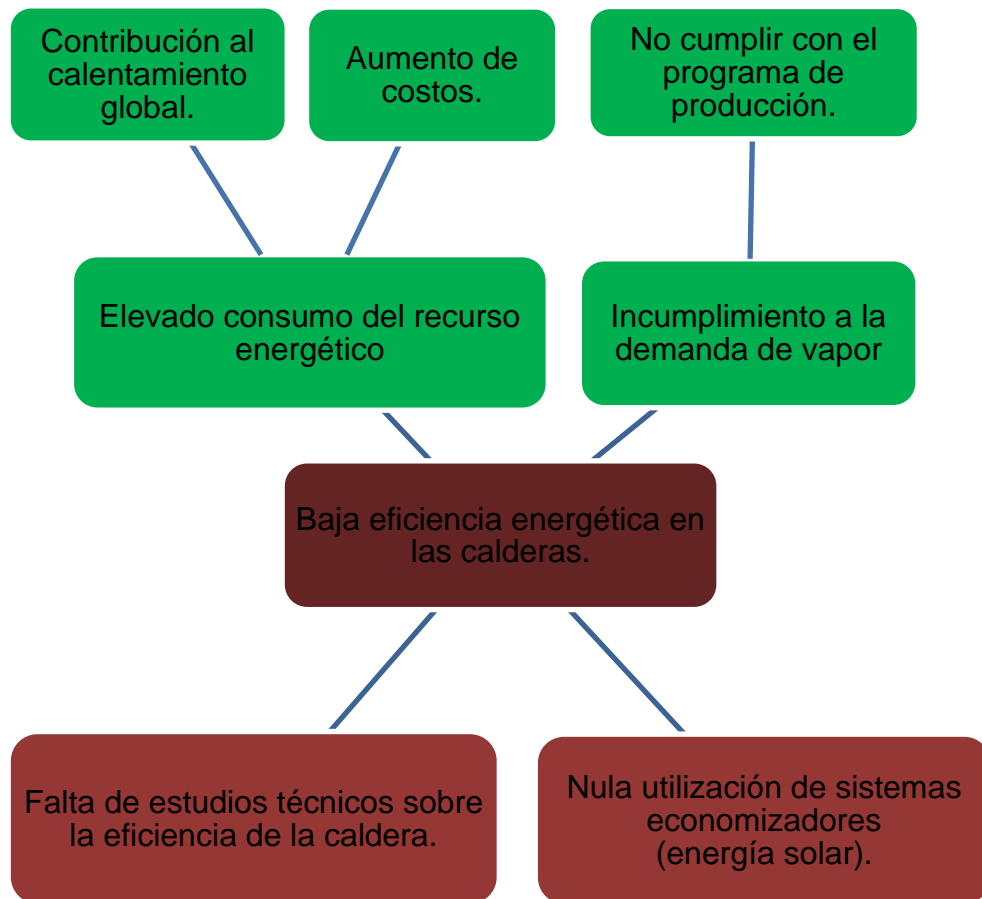 Contribución al
calentamiento
global.
Aumento de
costos.
No cumplir con el
programa de
producción.
Elevado consumo del recurso
energético
Incumplimiento a la
demanda de vapor
Baja eficiencia energética en
las calderas.
Falta de estudios técnicos sobre
la eficiencia de la caldera.
Nula utilización de sistemas
economizadores
(energía solar).